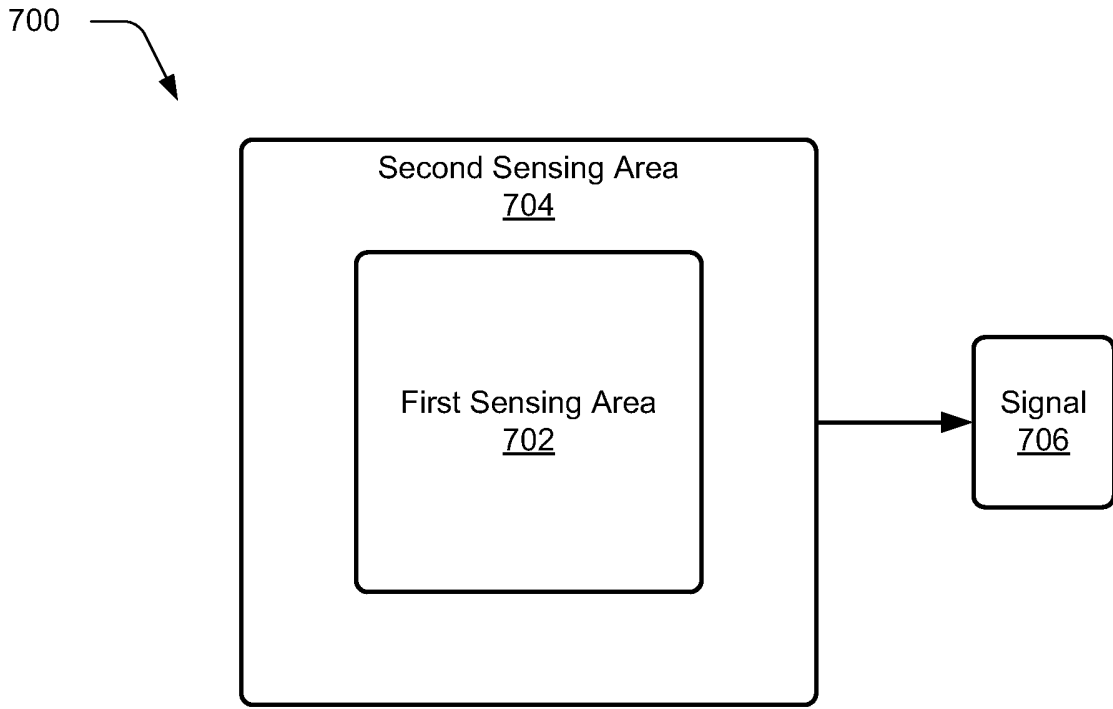 700
Second Sensing Area
704
First Sensing Area
702
Signal
706